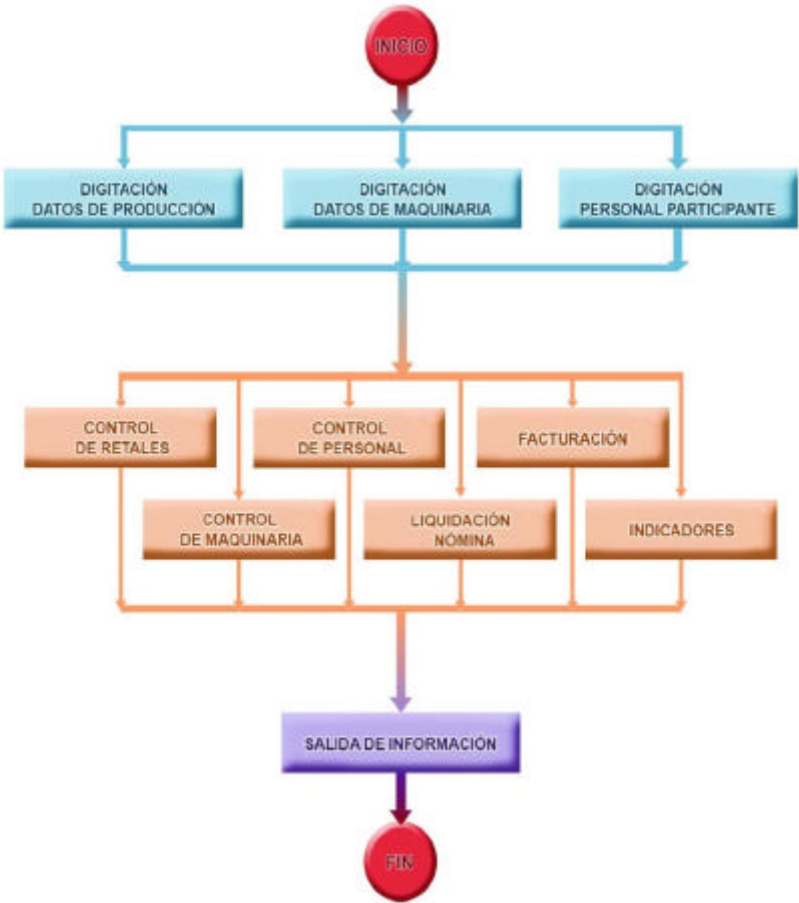 INICIO
DIGITACIÓN
DATOS DE PRODUCCIÓN
DIGITACIÓN
DATOS DE MAQUINARIA
DIGITACIÓN
PERSONAL PARTICIPANTE
CONTROL
DE RETALES
CONTROL
DE PERSONAL
FACTURACIÓN
CONTROL
DE MAQUINARIA
LIQUIDACIÓN
NÓMINA
INDICADORES
SALIDA DE INFORMACIÓN
FIN